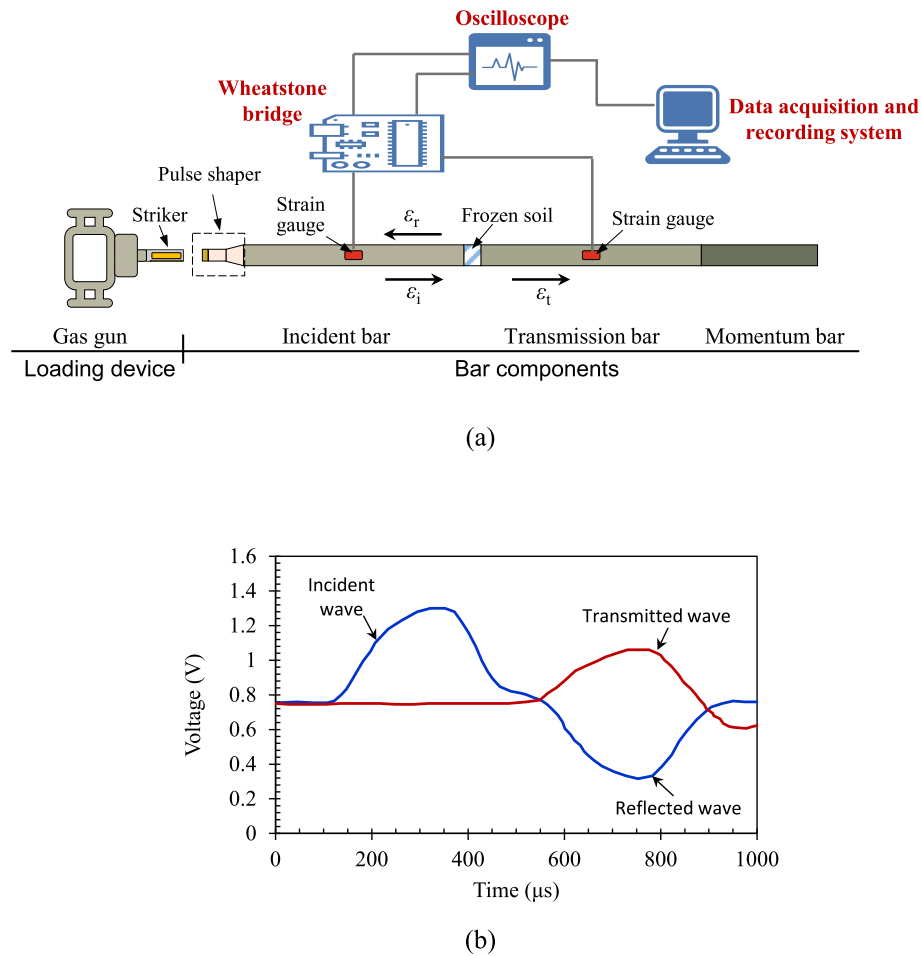 Oscilloscope
Wheatstone
bridge
Data acquisition and
recording system
Pulse shaper
Striker
Strain
gauge
εr
Frozen soil
Strain gauge
εi
εt
Gas gun
Incident bar
Transmission bar
Momentum bar
Loading device
Bar components
(a)
1.6
1.4
1.2
1
0.8
0.6
0.4
0.2
0
Voltage (V)
Incident
wave
Transmitted wave
Reflected wave
0
200
400
600
800
1000
Time (μs)
(b)